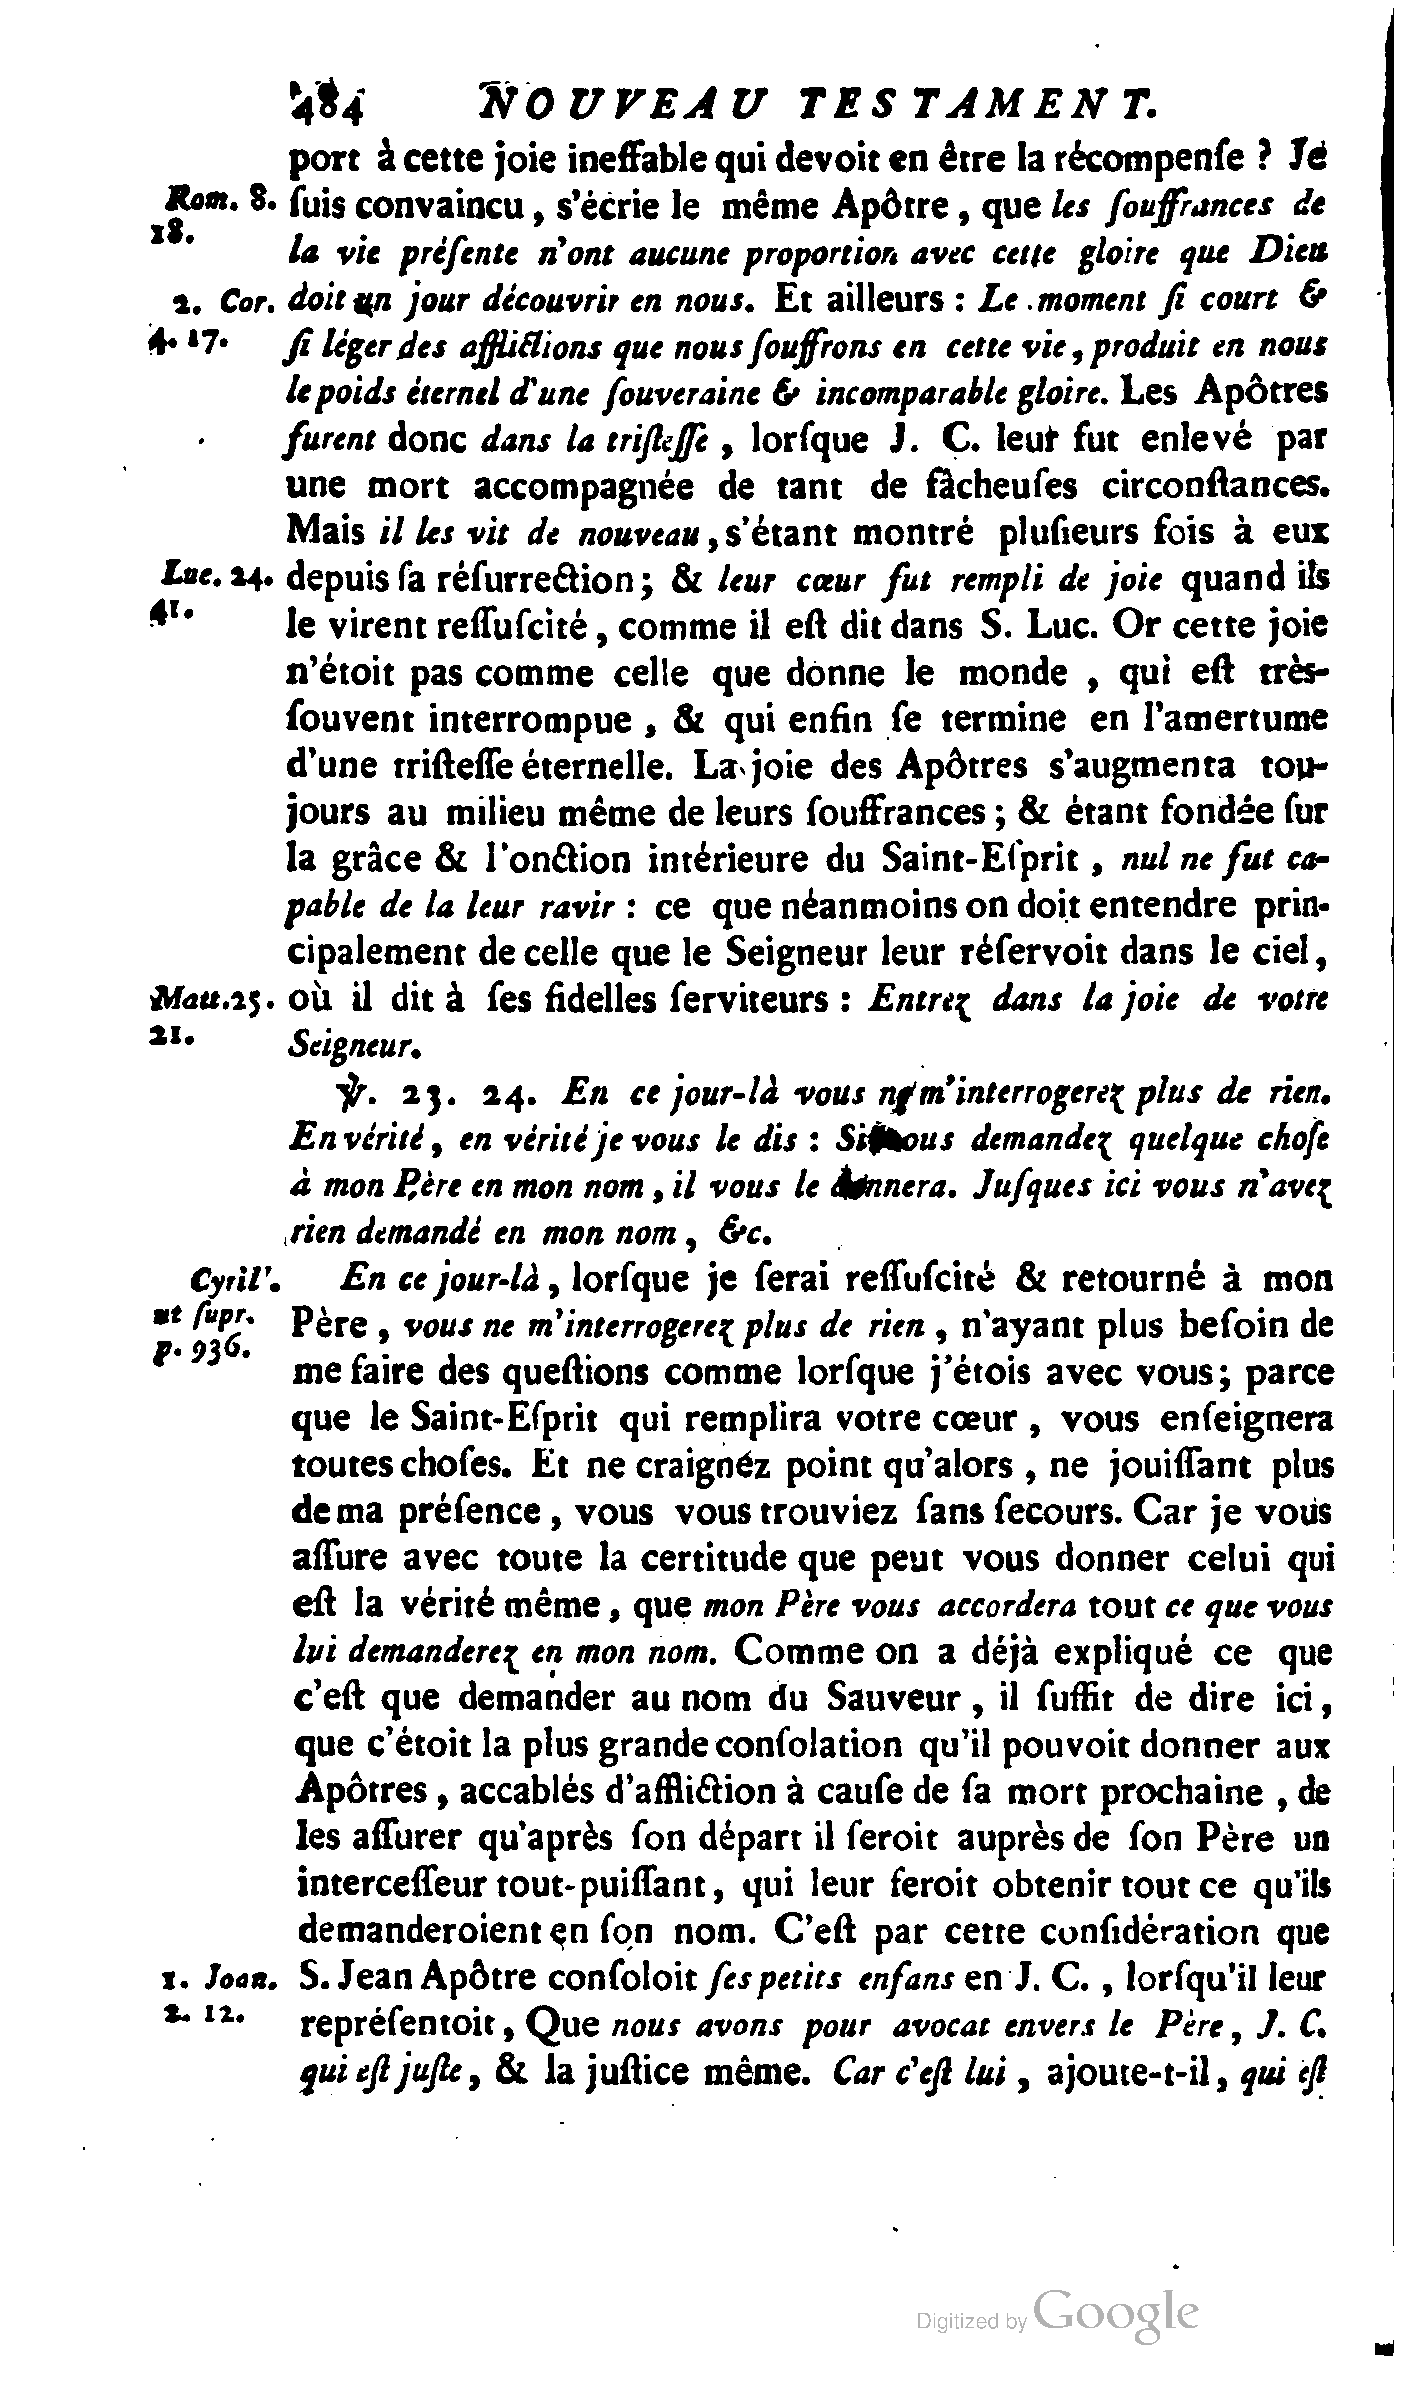 484 NOUVEAU TESTAMENT.
port à cette joie ineffable qui devoit en être la récompenſe ? Je
Rom. 8. ſuis convaincu, s'écrie le même Apôtre, que les ſouffrances de
18. la vie préſente n'ont aucune proportion avec cette gloire que Dieu
2. Cor. doit un jour découvrir en nous. Et ailleurs : Le moment ſi court &
4. 17. ſi léger des afflictions que nous ſouffrons en cette vie, produit en nous
le poids éternel d'une ſouveraine & incomparable gloire. Les Apôtres
furent donc dans la triſteſſe, lorſque J. C. leur fut enlevé par
une mort accompagnée de tant de fâcheuſes circonſtances.
Mais il les vit de nouveau, s'étant montré pluſieurs fois à eux
Luc. 24. depuis ſa réſurrection; & leur cœur fut rempli de joie quand ils
41. le virent reſſuſcité, comme il eſt dit dans S. Luc. Or cette joie
n'étoit pas comme celle que donne le monde, qui eſt très-
ſouvent interrompue, & qui enfin ſe termine en l'amertume
d'une triſteſſe éternelle. La joie des Apôtres s'augmenta tou-
jours au milieu même de leurs ſouffrances; & étant fondée ſur
la grâce & l'onction intérieure du Saint-Eſprit, nul ne fut ca-
pable de la leur ravir : ce que néanmoins on doit entendre prin-
cipalement de celle que le Seigneur leur réſervoit dans le ciel,
Matt. 25. où il dit à ſes fidelles ſerviteurs : Entrez dans la joie de votre
21. Seigneur.
℣. 23. 24. En ce jour-là vous ne m'interrogerez plus de rien.
En vérité, en vérité je vous le dis : Si vous demandez quelque choſe
à mon Père en mon nom, il vous le donnera. Juſques ici vous n'avez
rien demandé en mon nom, &c.
Cyrill'. En ce jour-là, lorſque je ſerai reſſuſcité & retourné à mon
ut ſupr. Père, vous ne m'interrogerez plus de rien, n'ayant plus beſoin de
p. 936. me faire des queſtions comme lorſque j'étois avec vous; parce
que le Saint-Eſprit qui remplira votre cœur, vous enſeignera
toutes choſes. Et ne craignéz point qu'alors, ne jouiſſant plus
de ma préſence, vous vous trouviez ſans ſecours. Car je vous
aſſure avec toute la certitude que peut vous donner celui qui
eſt la vérité même, que mon Père vous accordera tout ce que vous
lui demanderez en mon nom. Comme on a déjà expliqué ce que
c'eſt que demander au nom du Sauveur, il ſuffit de dire ici,
que c'étoit la plus grande conſolation qu'il pouvoit donner aux
Apôtres, accablés d'affliction à cauſe de ſa mort prochaine, de
les aſſurer qu'après ſon départ il ſeroit auprès de ſon Père un
interceſſeur tout-puiſſant, qui leur feroit obtenir tout ce qu'ils
demanderoient en ſon nom. C'eſt par cette conſidération que
1. Joan. S. Jean Apôtre conſoloit ſes petits enfans en J. C., lorſqu'il leur
2. 12. repréſentoit, Que nous avons pour avocat envers le Père, J. C.
qui eſt juſte, & la juſtice même. Car c'eſt lui, ajoute-t-il, qui eſt
Digitized by Google